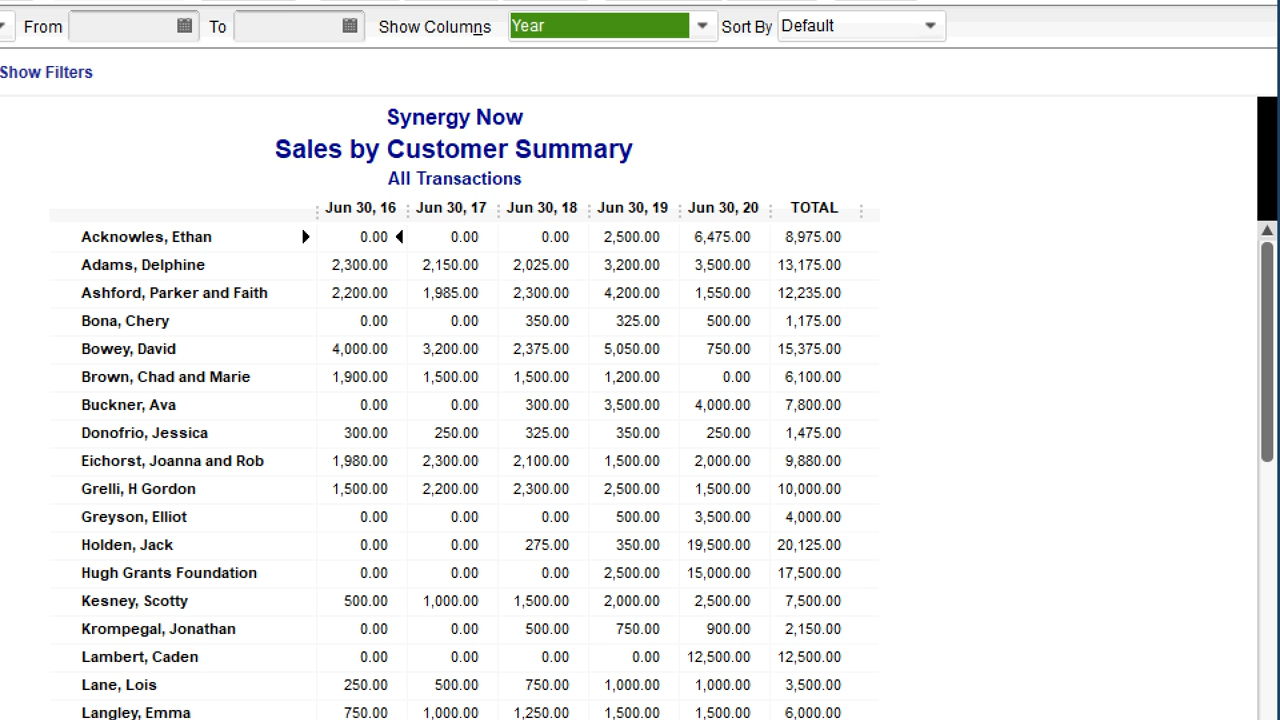 From To Show Columns Year Sort By Default
Show Filters
Synergy Now
Sales by Customer Summary
All Transactions
Jun 30, 16 Jun 30, 17 Jun 30, 18 Jun 30, 19 Jun 30, 20 TOTAL
Acknowles, Ethan 0.00 0.00 0.00 2,500.00 6,475.00 8,975.00
Adams, Delphine 2,300.00 2,150.00 2,025.00 3,200.00 3,500.00 13,175.00
Ashford, Parker and Faith 2,200.00 1,985.00 2,300.00 4,200.00 1,550.00 12,235.00
Bona, Chery 0.00 0.00 350.00 325.00 500.00 1,175.00
Bowey, David 4,000.00 3,200.00 2,375.00 5,050.00 750.00 15,375.00
Brown, Chad and Marie 1,900.00 1,500.00 1,500.00 1,200.00 0.00 6,100.00
Buckner, Ava 0.00 0.00 300.00 3,500.00 4,000.00 7,800.00
Donofrio, Jessica 300.00 250.00 325.00 350.00 250.00 1,475.00
Eichorst, Joanna and Rob 1,980.00 2,300.00 2,100.00 1,500.00 2,000.00 9,880.00
Grelli, H Gordon 1,500.00 2,200.00 2,300.00 2,500.00 1,500.00 10,000.00
Greyson, Elliot 0.00 0.00 0.00 500.00 3,500.00 4,000.00
Holden, Jack 0.00 0.00 275.00 350.00 19,500.00 20,125.00
Hugh Grants Foundation 0.00 0.00 0.00 2,500.00 15,000.00 17,500.00
Kesney, Scotty 500.00 1,000.00 1,500.00 2,000.00 2,500.00 7,500.00
Krompegal, Jonathan 0.00 0.00 500.00 750.00 900.00 2,150.00
Lambert, Caden 0.00 0.00 0.00 0.00 12,500.00 12,500.00
Lane, Lois 250.00 500.00 750.00 1,000.00 1,000.00 3,500.00
Langley, Emma 750.00 1,000.00 1,250.00 1,500.00 1,500.00 6,000.00